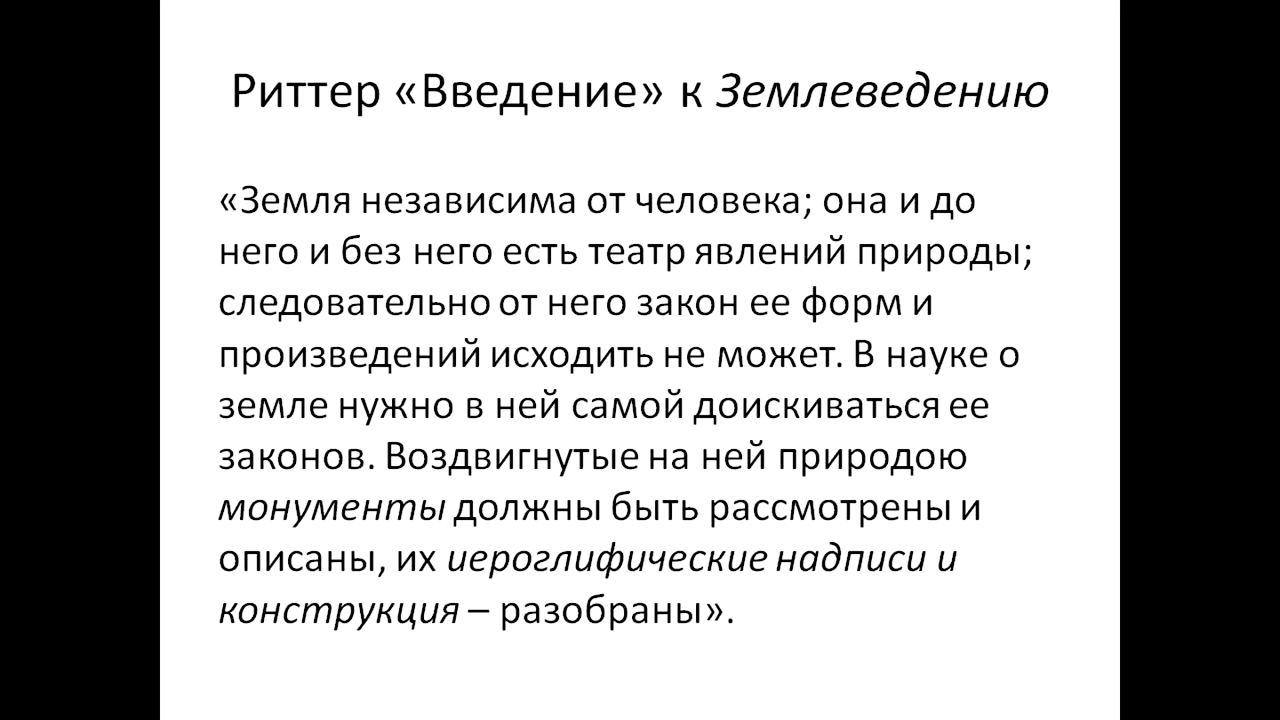 Риттер «Введение» к Землеведению
«Земля независима от человека; она и до
него и без него есть театр явлений природы;
следовательно от него закон ее форм и
произведений исходить не может. В науке о
земле нужно в ней самой доискиваться ее
законов. Воздвигнутые на ней природою
монументы должны быть рассмотрены и
описаны, их иероглифические надписи и
конструкция – разобраны».